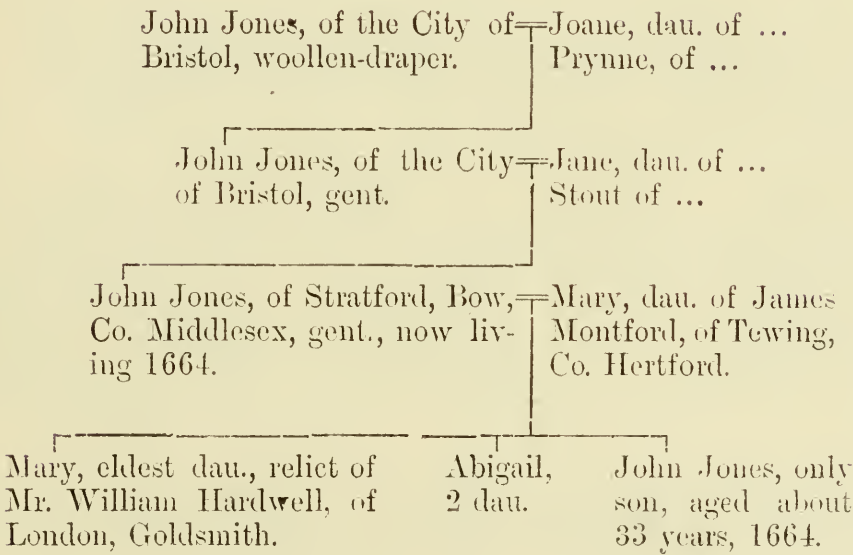 John Jones, of the City of
Bristol, woollen-draper.
Joane, dau. of ...
Prynne, of ...
John Jones, of the City
of Bristol, gent.
Jane, dau. of ...
Stout of ...
John Jones, of Stratford, Bow,
Co. Middlesex, gent., now liv-
ing 1664.
Mary, dau. of James
Montford, of Tewing,
Co. Hertford.
Mary, eldest dau., relict of
Mr. William Hardwell, of
London, Goldsmith.
Abigail,
2 dau.
John Jones, only
son, aged about
33 years, 1664.